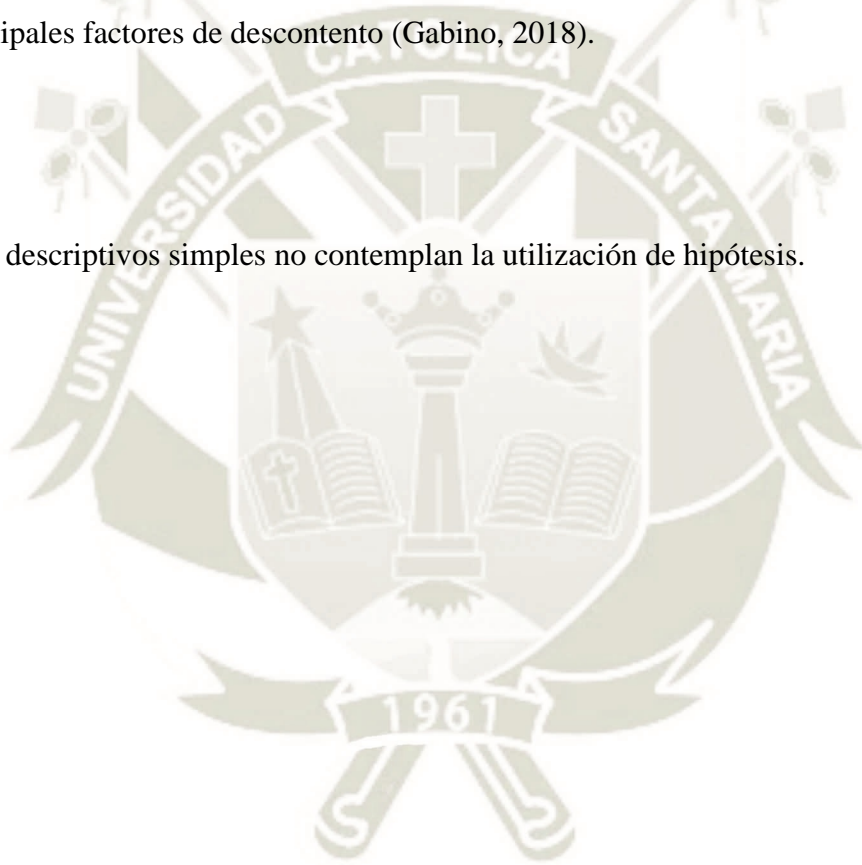 ipales factores de descontento (Gabino, 2018).
UNIVERSIDAD CATOLICA SANTA MARIA
descriptivos simples no contemplan la utilización de hipótesis.
1961